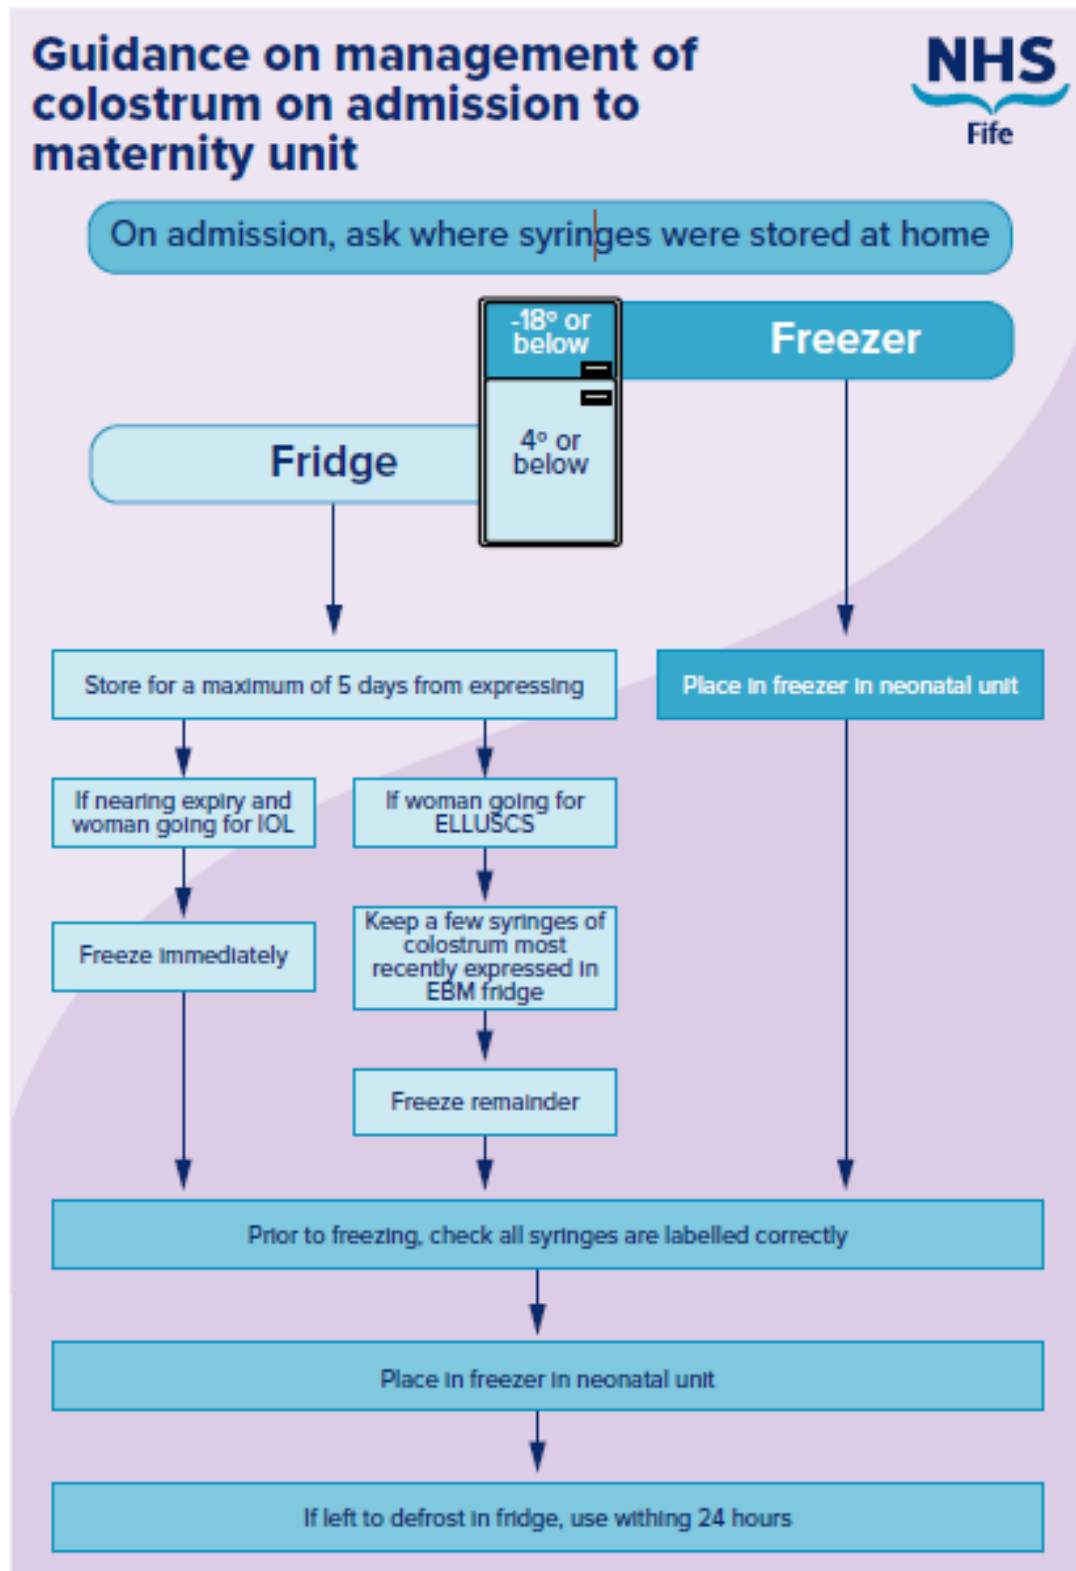 Guidance on management of
colostrum on admission to
maternity unit
NHS
Fife
On admission, ask where syringes were stored at home
-18º or
below
Freezer
Fridge
4º or
below
Store for a maximum of 5 days from expressing
Place in freezer in neonatal unit
If nearing expiry and
woman going for IOL
If woman going for
ELLUSCS
Freeze immediately
Keep a few syringes of
colostrum most
recently expressed in
EBM fridge
Freeze remainder
Prior to freezing, check all syringes are labelled correctly
Place in freezer in neonatal unit
If left to defrost in fridge, use withing 24 hours